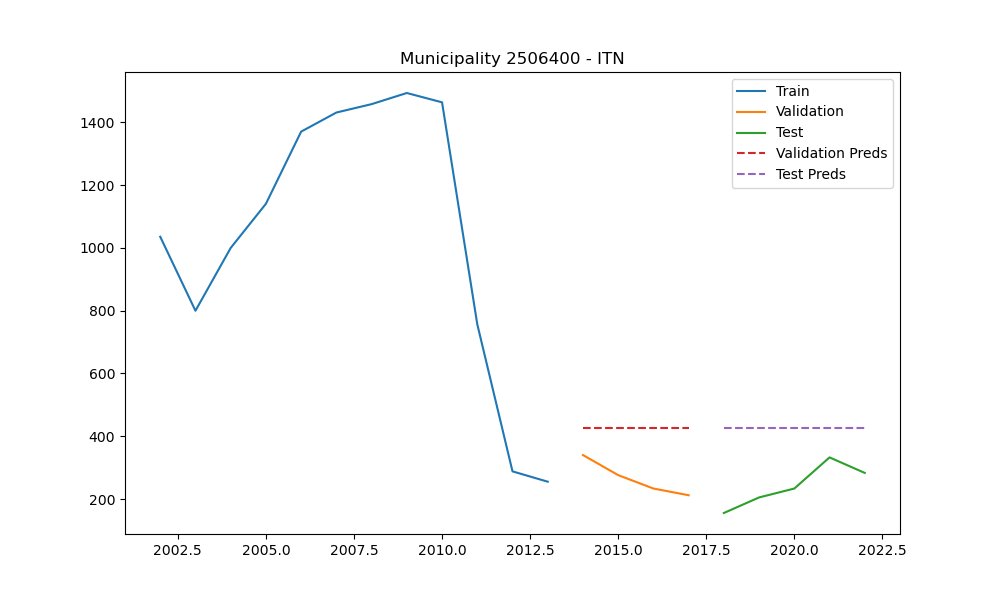 Municipality 2506400 - ITN
Train
Validation
Test
Validation Preds
Test Preds
1400
1200
1000
800
600
400
200
2002.5 2005.0 2007.5 2010.0 2012.5 2015.0 2017.5 2020.0 2022.5